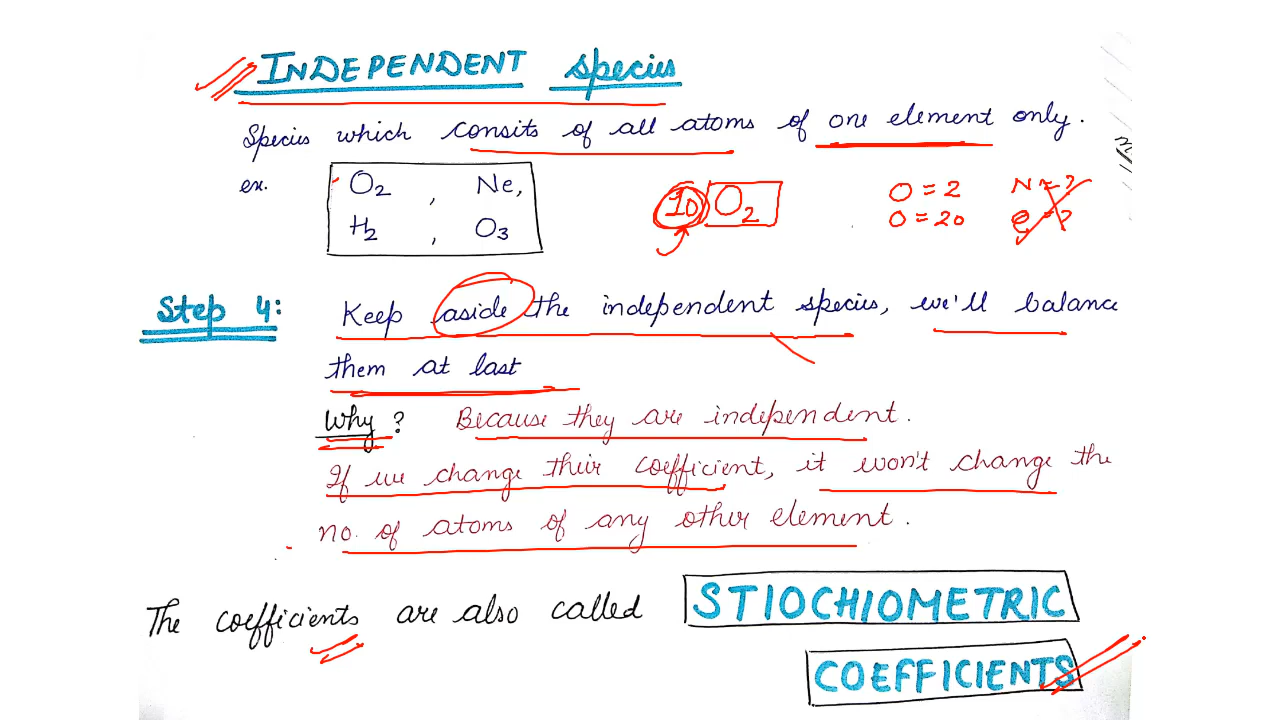 INDEPENDENT species
Species which consits of all atoms of one element only.
ex. O2 , Ne,
H2 , O3
10 O2
O = 2
O = 20
N = ?
e = ?
Step 4: Keep aside the independent species, we'll balance
them at last
Why? Because they are independent.
If we change their coefficient, it won't change the
no. of atoms of any other element.
The coefficients are also called STIOCHIOMETRIC
COEFFICIENTS